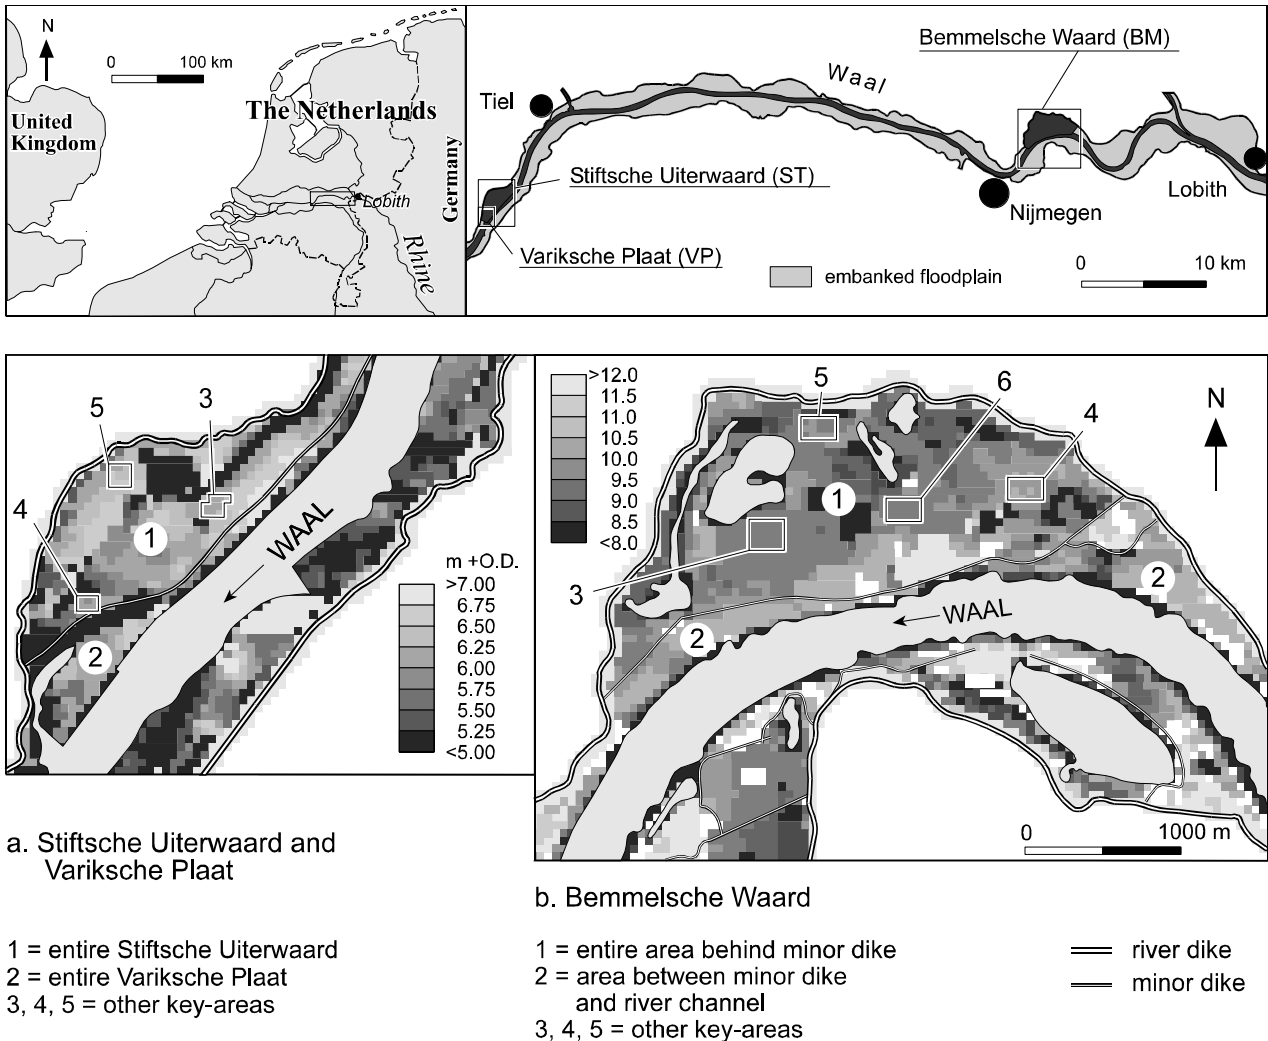 N
0 100 km
The Netherlands
United
Kingdom
Germany
Lobith
Rhine
Bemmelsche Waard (BM)
Waal
Tiel
Stiftsche Uiterwaard (ST)
Lobith
Nijmegen
Variksche Plaat (VP)
embanked floodplain
0 10 km
5
3
4
1
2
WAAL
m +O.D.
>7.00
6.75
6.50
6.25
6.00
5.75
5.50
5.25
<5.00
>12.0
11.5
11.0
10.5
10.0
9.5
9.0
8.5
<8.0
5
6
4
N
1
2
3
2
WAAL
0 1000 m
a. Stiftsche Uiterwaard and
Variksche Plaat
1 = entire Stiftsche Uiterwaard
2 = entire Variksche Plaat
3, 4, 5 = other key-areas
b. Bemmelsche Waard
1 = entire area behind minor dike
2 = area between minor dike
and river channel
3, 4, 5 = other key-areas
river dike
minor dike